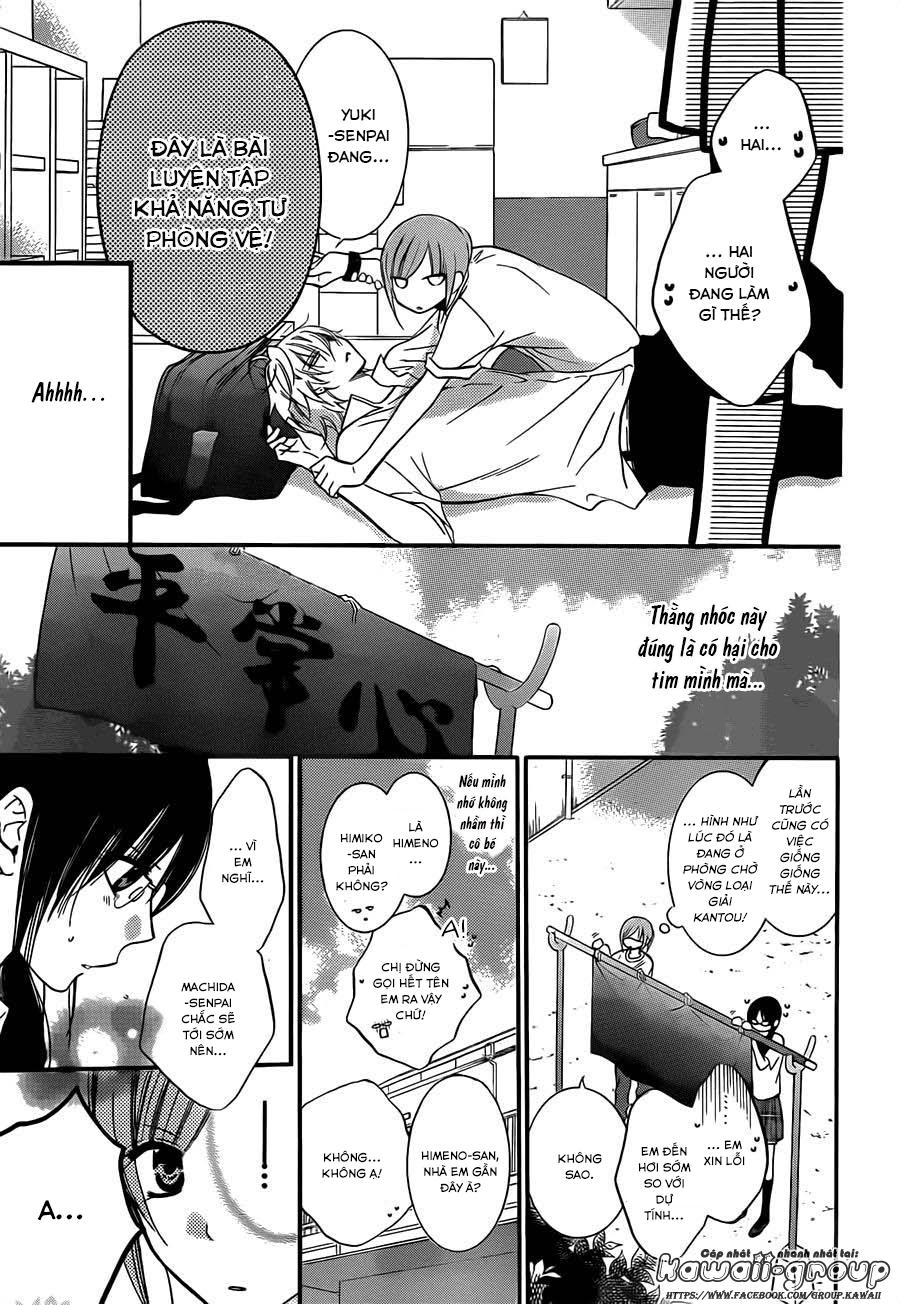 ...
HAI...
... HAI
NGƯỜI
ĐANG LÀM
GÌ THẾ?
YUKI
-SENPAI
ĐANG...
ĐÂY LÀ BÀI
LUYỆN TẬP
KHẢ NĂNG TỰ
PHÒNG VỆ!
Ahhhh...
Thằng nhóc này
đúng là có hại cho
tim mình mà...
平常心
LẦN
TRƯỚC
CŨNG CÓ
VIỆC
GIỐNG
THẾ NÀY...
... HÌNH NHƯ
LÚC ĐÓ LÀ
ĐANG Ở
PHÒNG CHỜ
VÒNG LOẠI
GIẢI
KANTOU!
... EM
XIN LỖI
EM ĐẾN
HƠI SỚM
SO VỚI
DỰ
TÍNH...
KHÔNG
SAO.
Nếu mình
nhớ không
nhầm thì
cô bé
này...
LÀ
HIMENO
...
HIMIKO
-SAN
PHẢI
KHÔNG?
A!
CHỊ ĐỪNG
GỌI HẾT TÊN
EM RA VẬY
CHỨ!
HIMENO-SAN,
NHÀ EM GẦN
ĐÂY À?
KHÔNG...
KHÔNG Ạ!
... VÌ
EM
NGHĨ...
MACHIDA
-SENPAI
CHẮC SẼ
TỚI SỚM
NÊN...
...!
A...
Cập nhật nhanh nhất tại:
kawaii-group
HTTPS://WWW.FACEBOOK.COM/GROUP.KAWAII